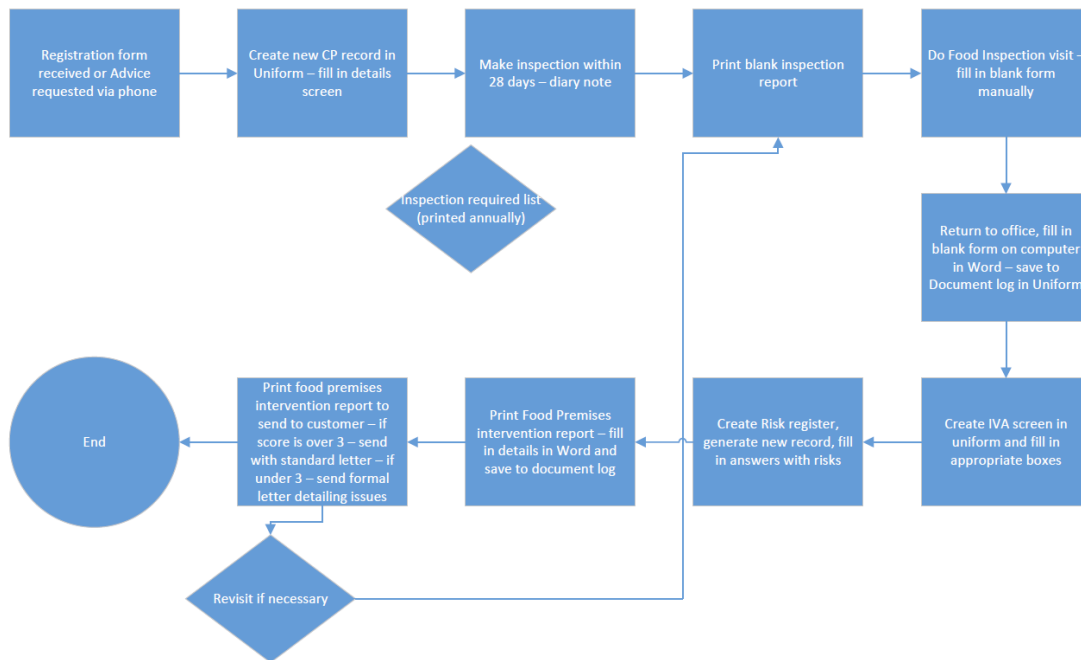 Registration form
received or Advice
requested via phone
Create new CP record in
Uniform – fill in details
screen
Make inspection within
28 days – diary note
Print blank inspection
report
Do Food Inspection visit –
fill in blank form
manually
Inspection required list
(printed annually)
Return to office, fill in
blank form on computer
in Word – save to
Document log in Uniform
Create IVA screen in
uniform and fill in
appropriate boxes
Create Risk register,
generate new record, fill
in answers with risks
Print Food Premises
intervention report – fill
in details in Word and
save to document log
Print food premises
intervention report to
send to customer – if
score is over 3 – send
with standard letter – if
under 3 – send formal
letter detailing issues
End
Revisit if necessary